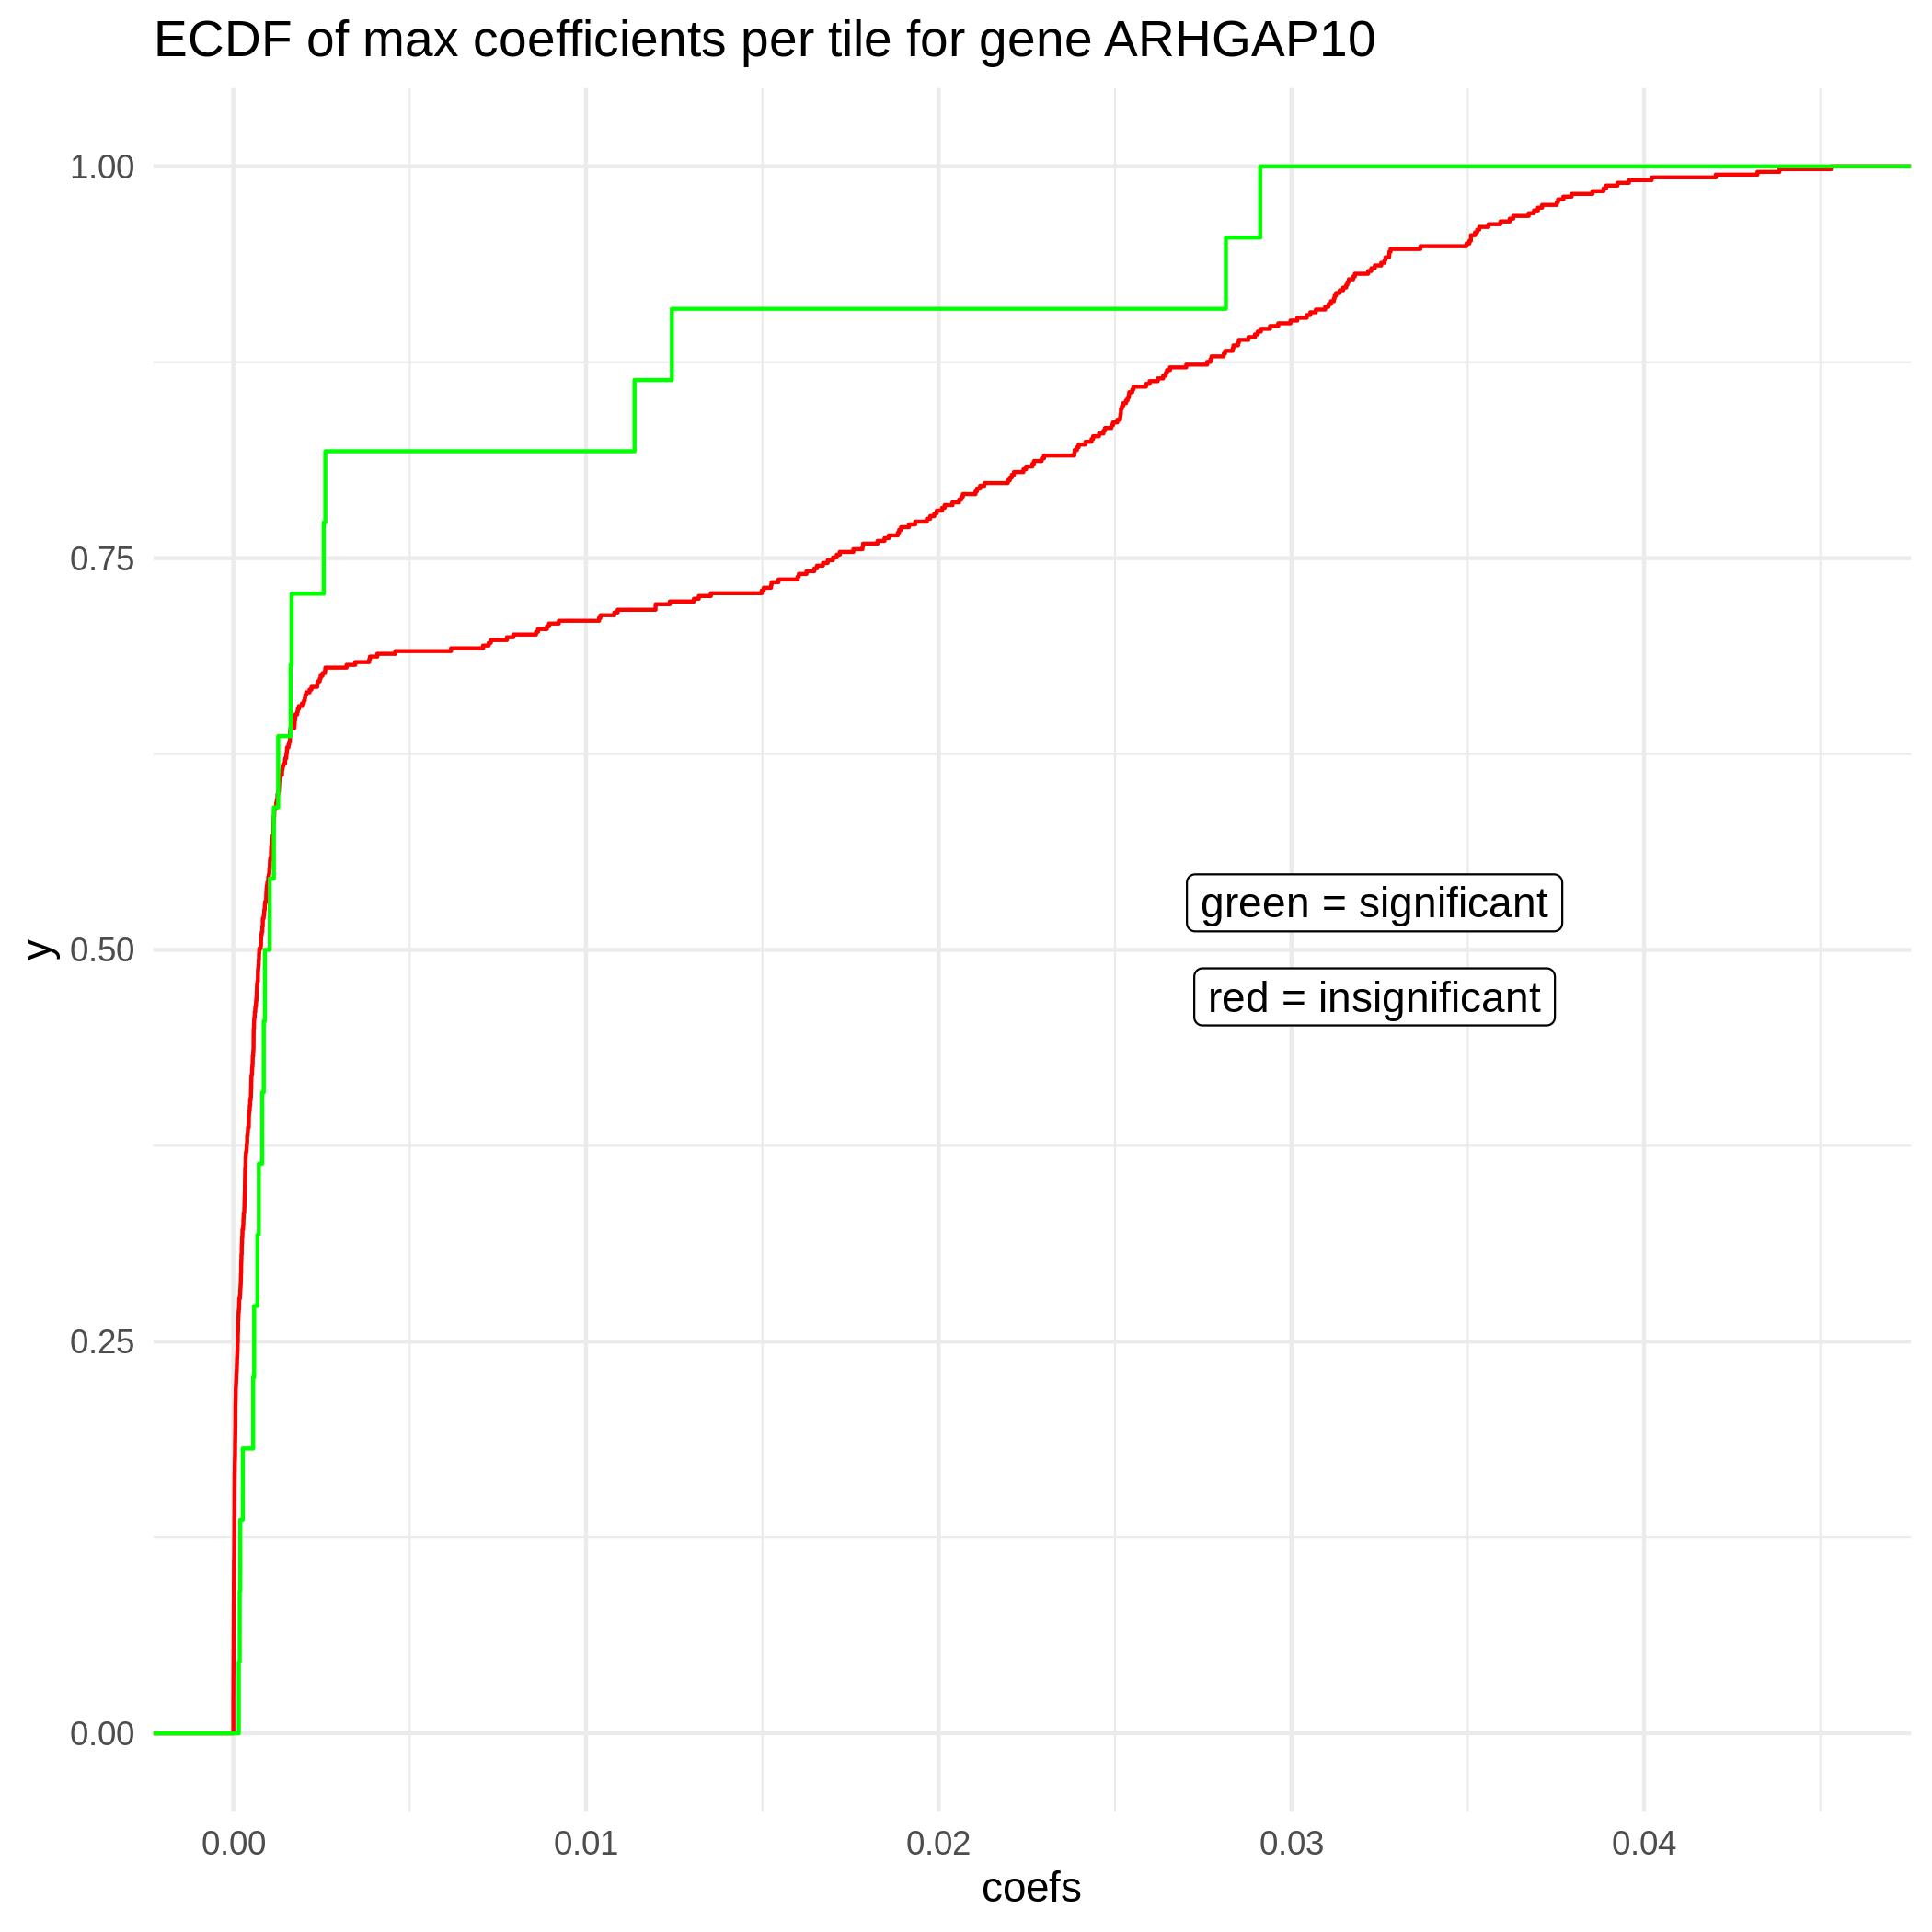 ECDF of max coefficients per tile for gene ARHGAP10
1.00
0.75
0.50
0.25
0.00
y
green = significant
red = insignificant
0.00 0.01 0.02 0.03 0.04
coefs